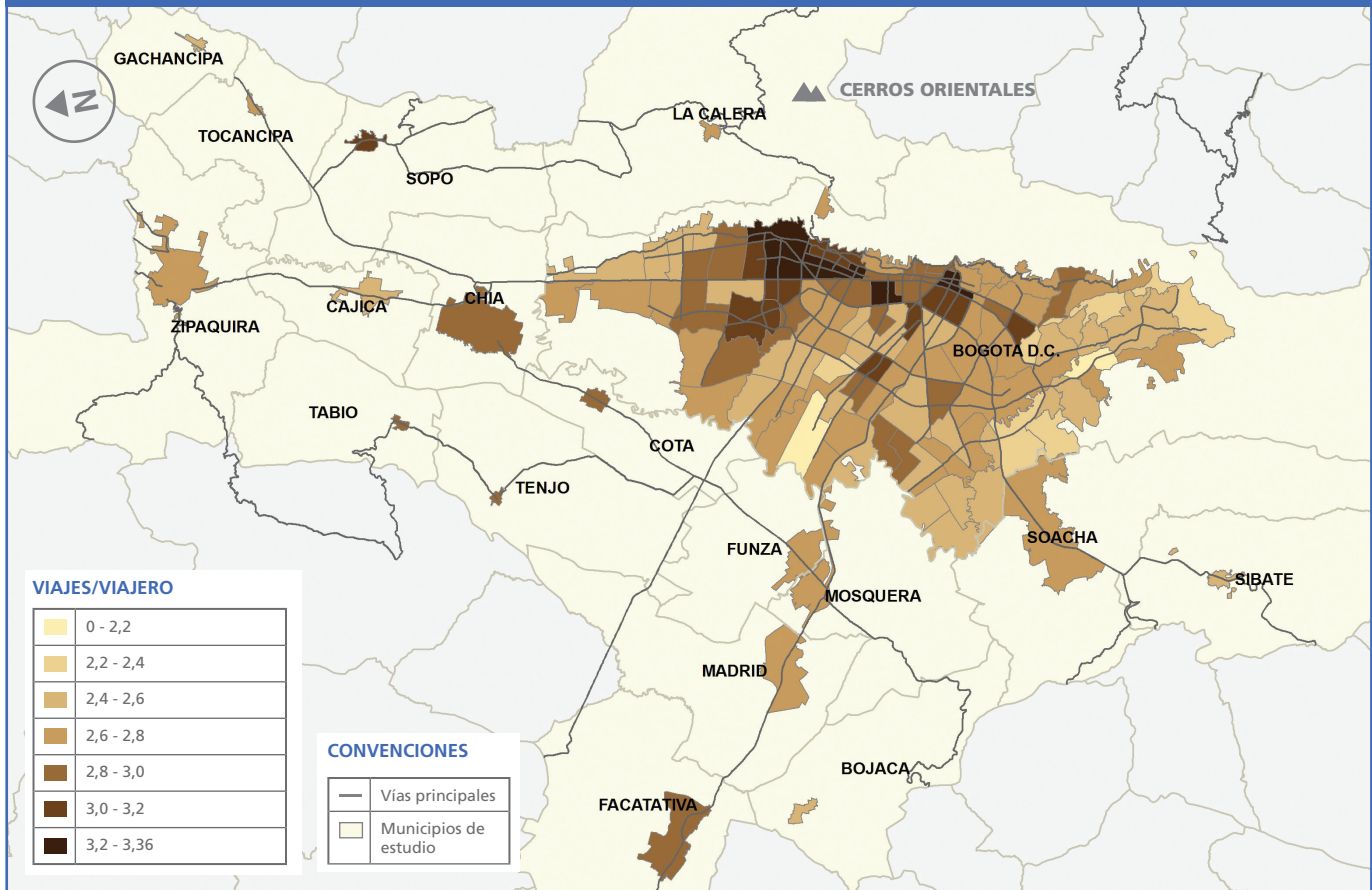 GACHANCIPA
N
CERROS ORIENTALES
LA CALERA
TOCANCIPA
SOPO
CHIA
CAJICA
ZIPAQUIRA
BOGOTA D.C.
TABIO
COTA
TENJO
FUNZA
SOACHA
SIBATE
MOSQUERA
MADRID
BOJACA
FACATATIVA
VIAJES/VIAJERO
0 - 2,2
2,2 - 2,4
2,4 - 2,6
2,6 - 2,8
2,8 - 3,0
3,0 - 3,2
3,2 - 3,36
CONVENCIONES
Vías principales
Municipios de
estudio